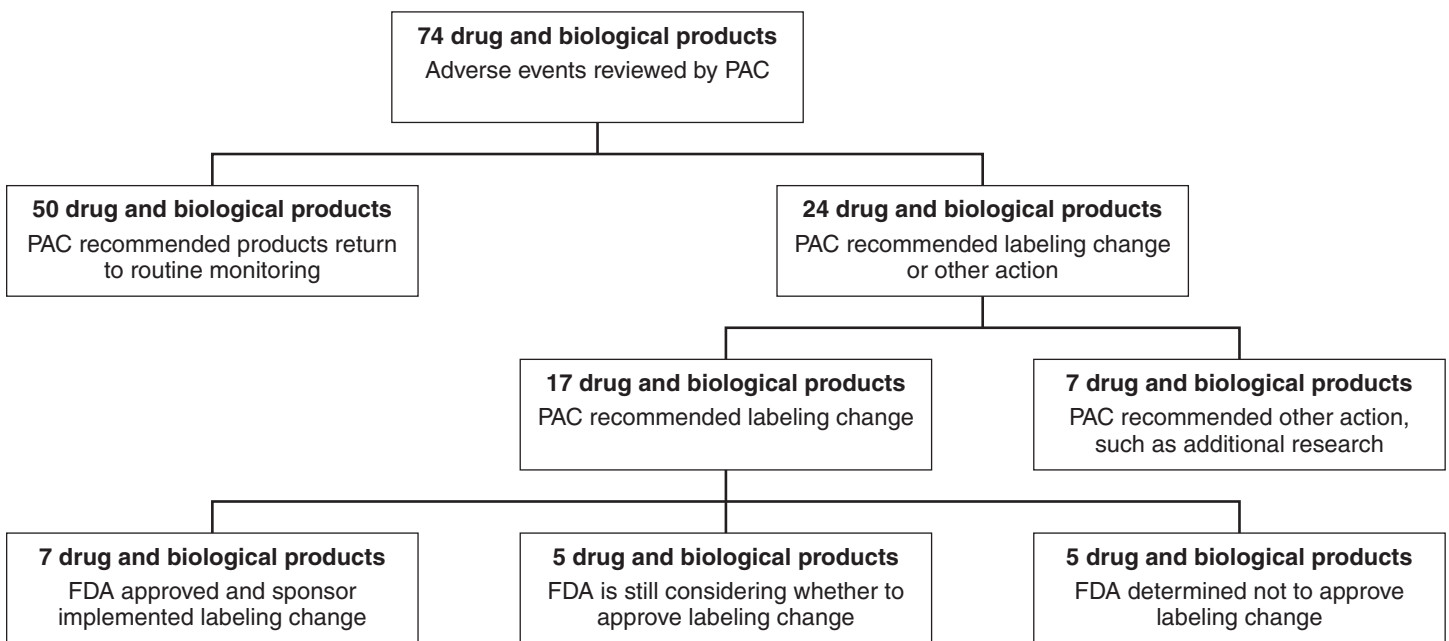 74 drug and biological products
Adverse events reviewed by PAC
50 drug and biological products
PAC recommended products return
to routine monitoring
24 drug and biological products
PAC recommended labeling change
or other action
17 drug and biological products
PAC recommended labeling change
7 drug and biological products
PAC recommended other action,
such as additional research
7 drug and biological products
FDA approved and sponsor
implemented labeling change
5 drug and biological products
FDA is still considering whether to
approve labeling change
5 drug and biological products
FDA determined not to approve
labeling change